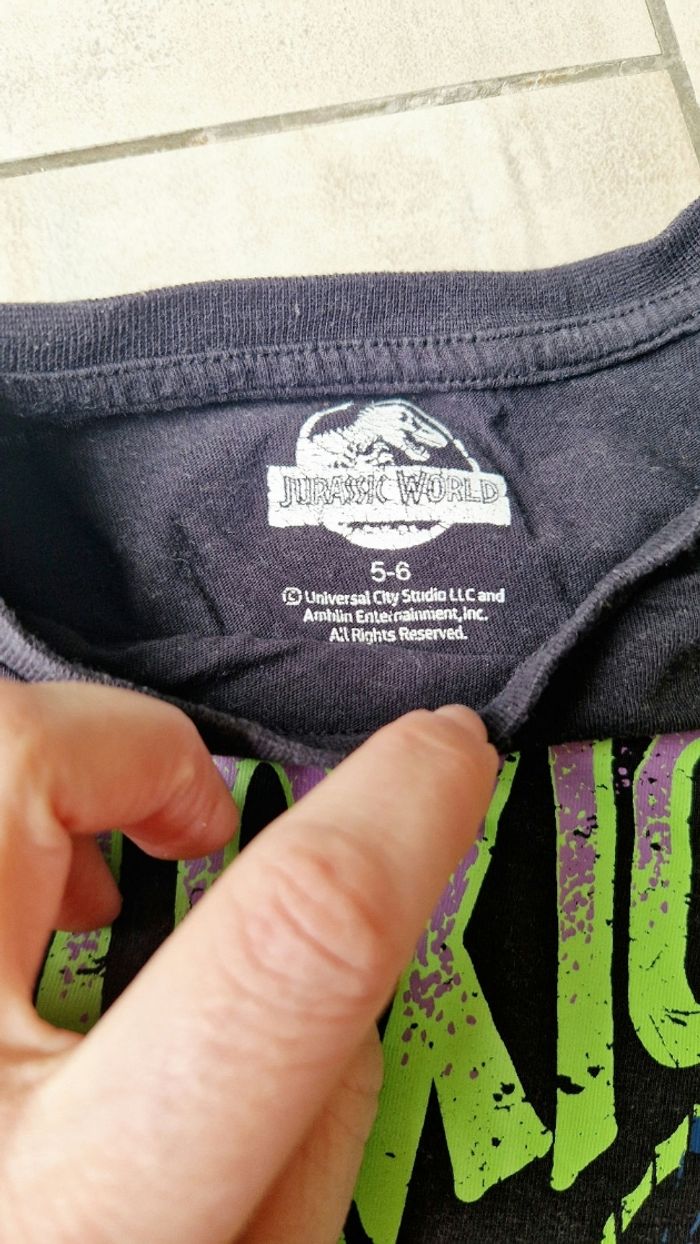 JURASSIC WORLD
5-6
© Universal City Studio LLC and
Amblin Entertainment, Inc.
All Rights Reserved.